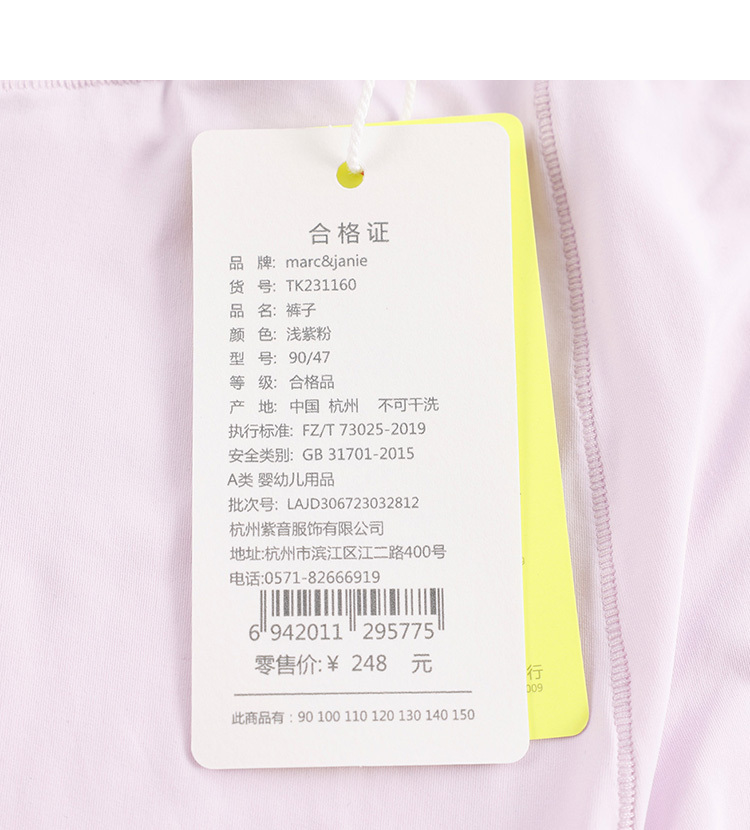 合格证
品 牌: marc&janie
货 号: TK231160
品 名: 裤子
颜 色: 浅紫粉
型 号: 90/47
等 级: 合格品
产 地: 中国 杭州 不可干洗
执行标准: FZ/T 73025-2019
安全类别: GB 31701-2015
A类 婴幼儿用品
批次号: LAJD306723032812
杭州紫音服饰有限公司
地址:杭州市滨江区江二路400号
电话:0571-82666919
6 942011 295775
零售价:￥ 248 元
此商品有 : 90 100 110 120 130 140 150
行
009